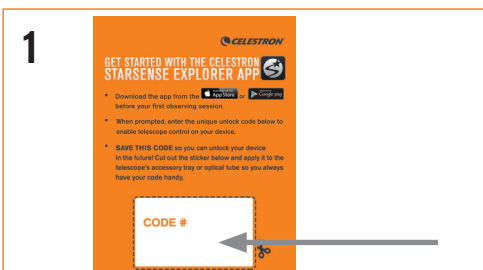 1
CELESTRON
GET STARTED WITH THE CELESTRON
STARSENSE EXPLORER APP
• Download the app from the App Store or Google play
before your first observing session.
• When prompted, enter the unique unlock code below to
enable telescope control on your device.
• SAVE THIS CODE so you can unlock your device
in the future! Cut out the sticker below and apply it to the
telescope's accessory tray or optical tube so you always
have your code handy.
CODE #